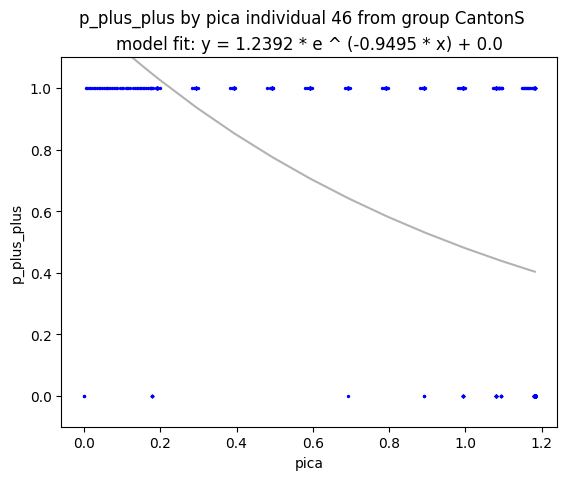 p_plus_plus by pica individual 46 from group CantonS
model fit: y = 1.2392 * e ^ (-0.9495 * x) + 0.0
p_plus_plus
1.0
0.8
0.6
0.4
0.2
0.0
0.0 0.2 0.4 0.6 0.8 1.0 1.2
pica